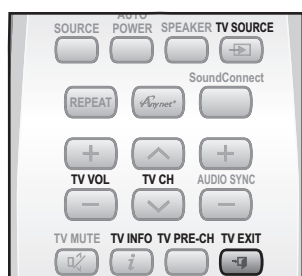 AUTO
SOURCE POWER SPEAKER TV SOURCE
SoundConnect
REPEAT Anynet+
TV VOL TV CH AUDIO SYNC
TV MUTE TV INFO TV PRE-CH TV EXIT